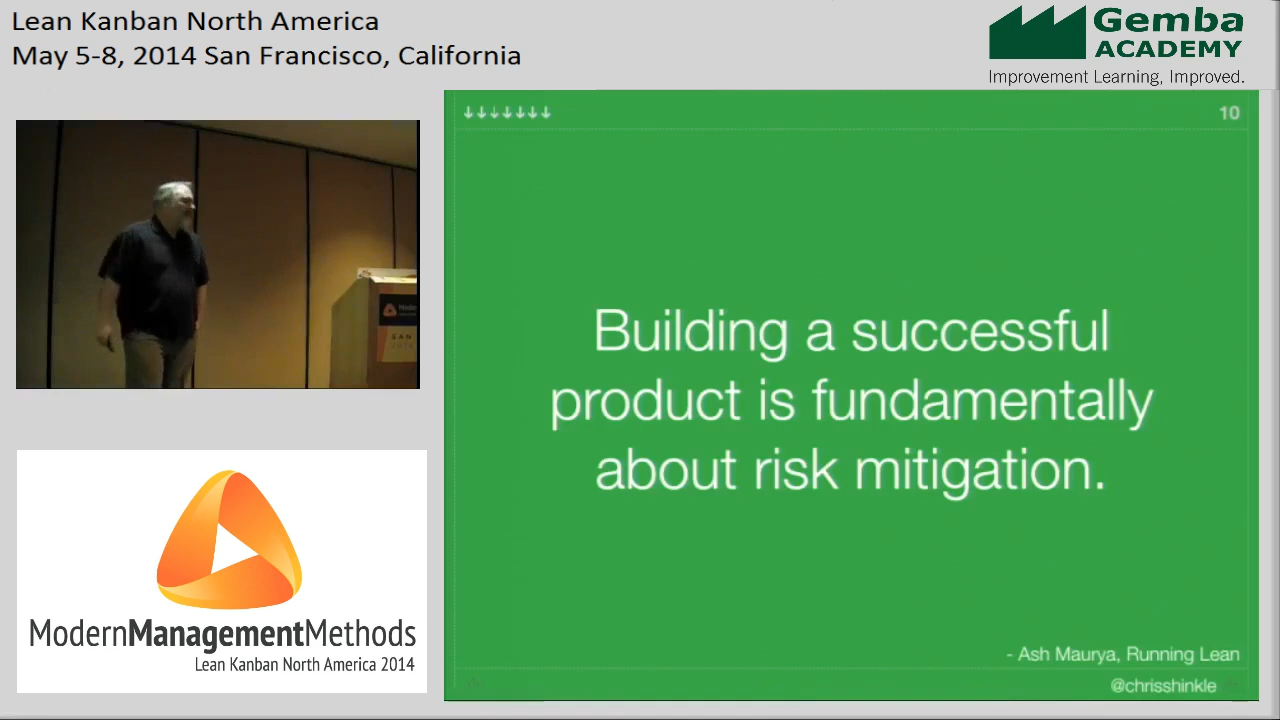 Lean Kanban North America
May 5-8, 2014 San Francisco, California
Gemba
ACADEMY
Improvement Learning, Improved.
↓↓↓↓↓↓↓ 10
Building a successful
product is fundamentally
about risk mitigation.
- Ash Maurya, Running Lean
@chrisshinkle
ModernManagementMethods
Lean Kanban North America 2014